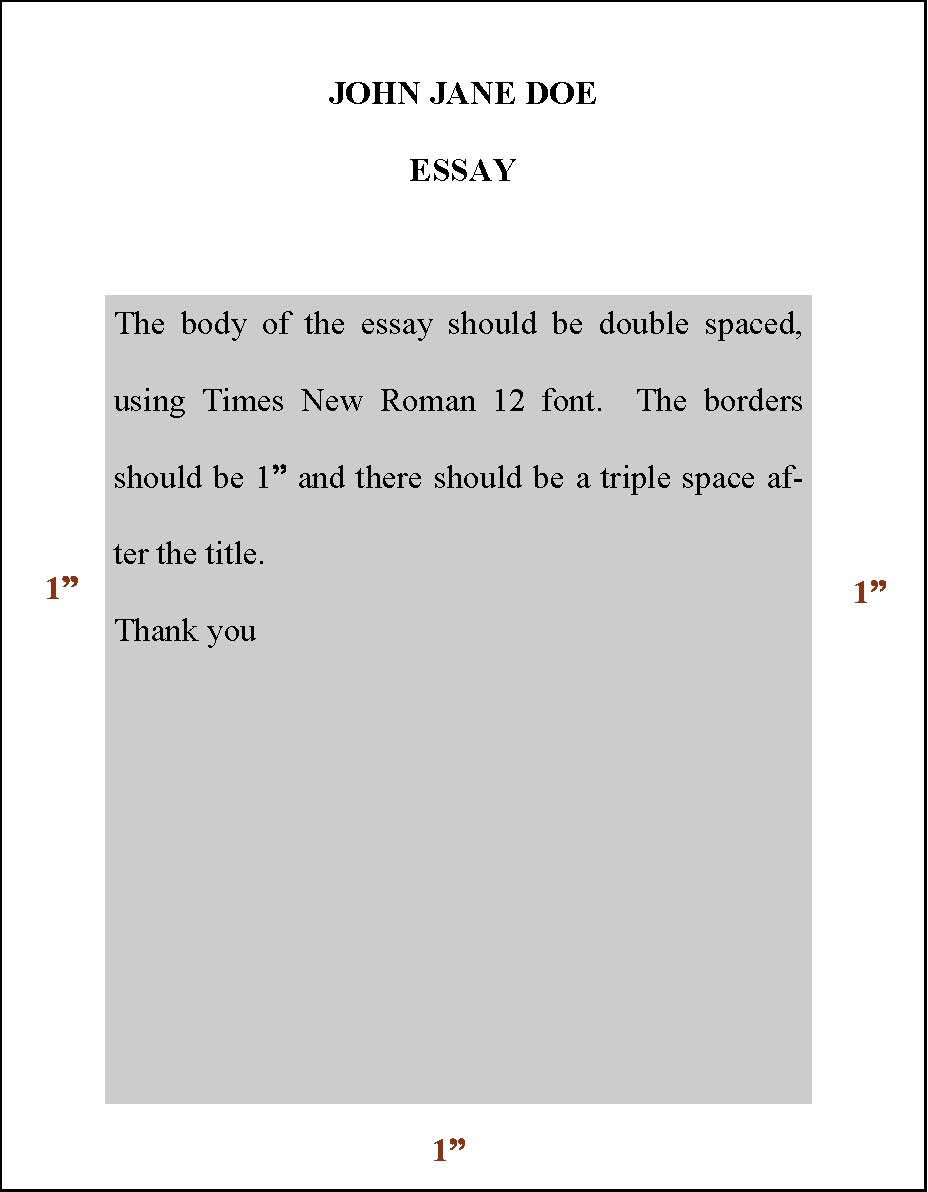 JOHN JANE DOE
ESSAY
The body of the essay should be double spaced,
using Times New Roman 12 font.  The borders
should be 1” and there should be a triple space af-
ter the title.
1”
1”
Thank you
1”